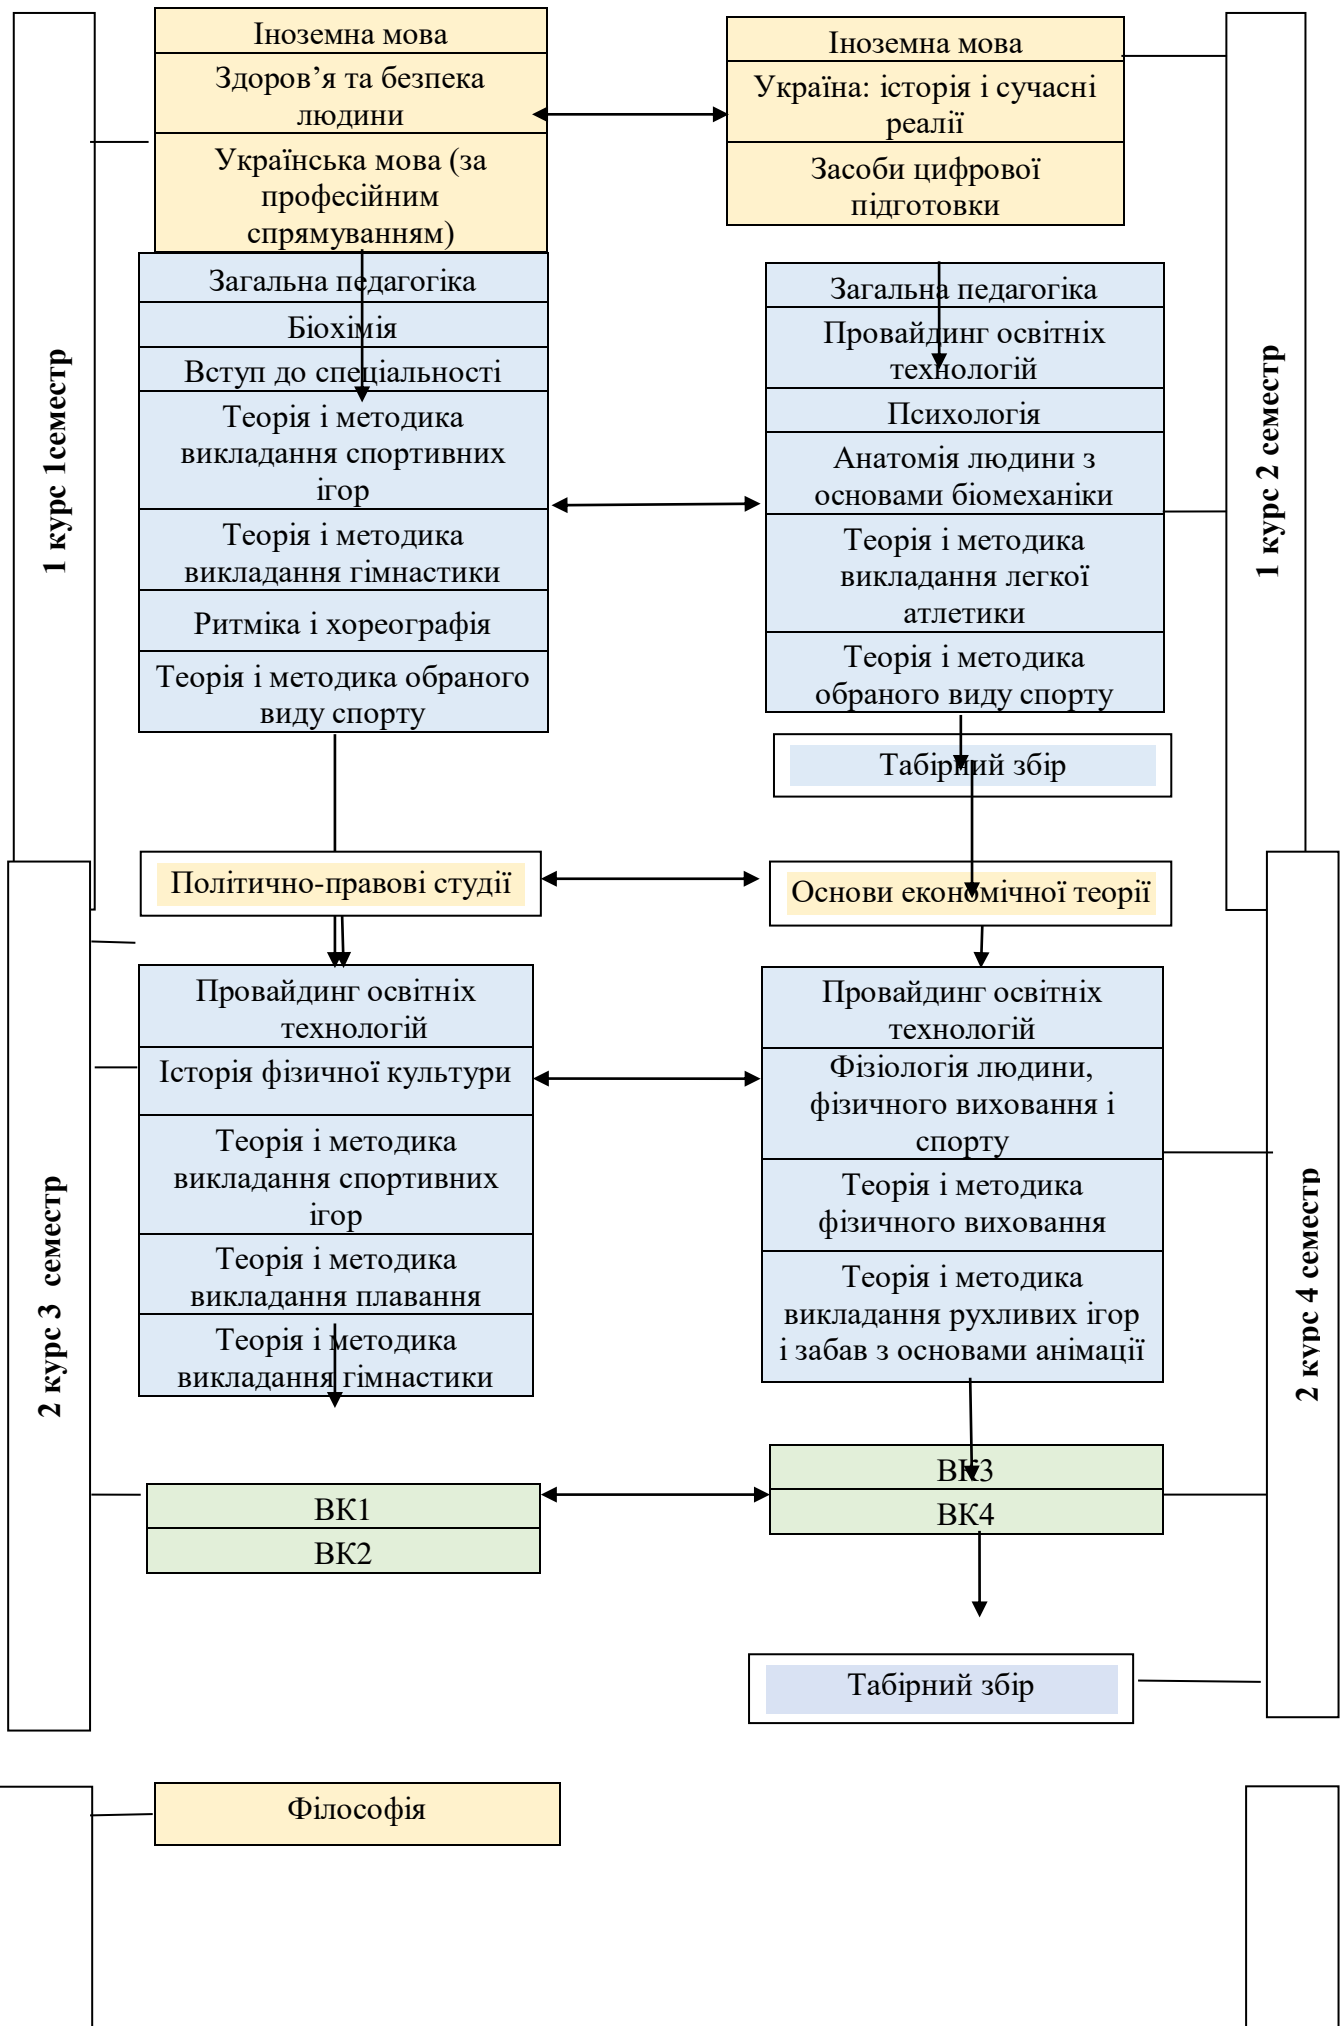 1 курс 1семестр
Іноземна мова
Здоров’я та безпека
людини
Українська мова (за
професійним
спрямуванням)
Загальна педагогіка
Біохімія
Вступ до спеціальності
Теорія і методика
викладання спортивних
ігор
Теорія і методика
викладання гімнастики
Ритміка і хореографія
Теорія і методика обраного
виду спорту
1 курс 2 семестр
Іноземна мова
Україна: історія і сучасні
реалії
Засоби цифрової
підготовки
Загальна педагогіка
Провайдинг освітніх
технологій
Психологія
Анатомія людини з
основами біомеханіки
Теорія і методика
викладання легкої
атлетики
Теорія і методика
обраного виду спорту
Табірний збір
2 курс 3 семестр
Політично-правові студії
Провайдинг освітніх
технологій
Історія фізичної культури
Теорія і методика
викладання спортивних
ігор
Теорія і методика
викладання плавання
Теорія і методика
викладання гімнастики
ВК1
ВК2
2 курс 4 семестр
Основи економічної теорії
Провайдинг освітніх
технологій
Фізіологія людини,
фізичного виховання і
спорту
Теорія і методика
фізичного виховання
Теорія і методика
викладання рухливих ігор
і забав з основами анімації
ВК3
ВК4
Табірний збір
Філософія